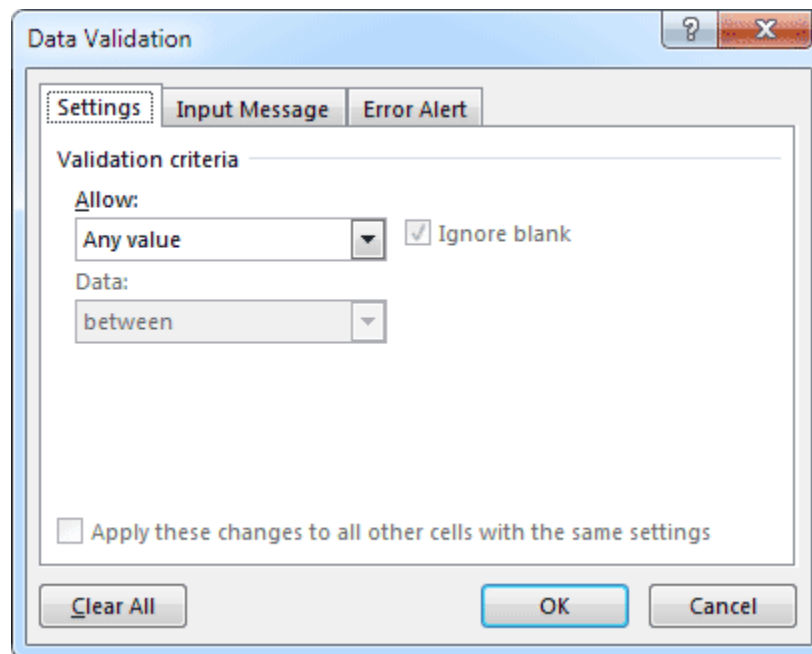 Data Validation
?
Settings Input Message Error Alert
Validation criteria
Allow:
Any value Ignore blank
Data:
between
Apply these changes to all other cells with the same settings
Clear All OK Cancel